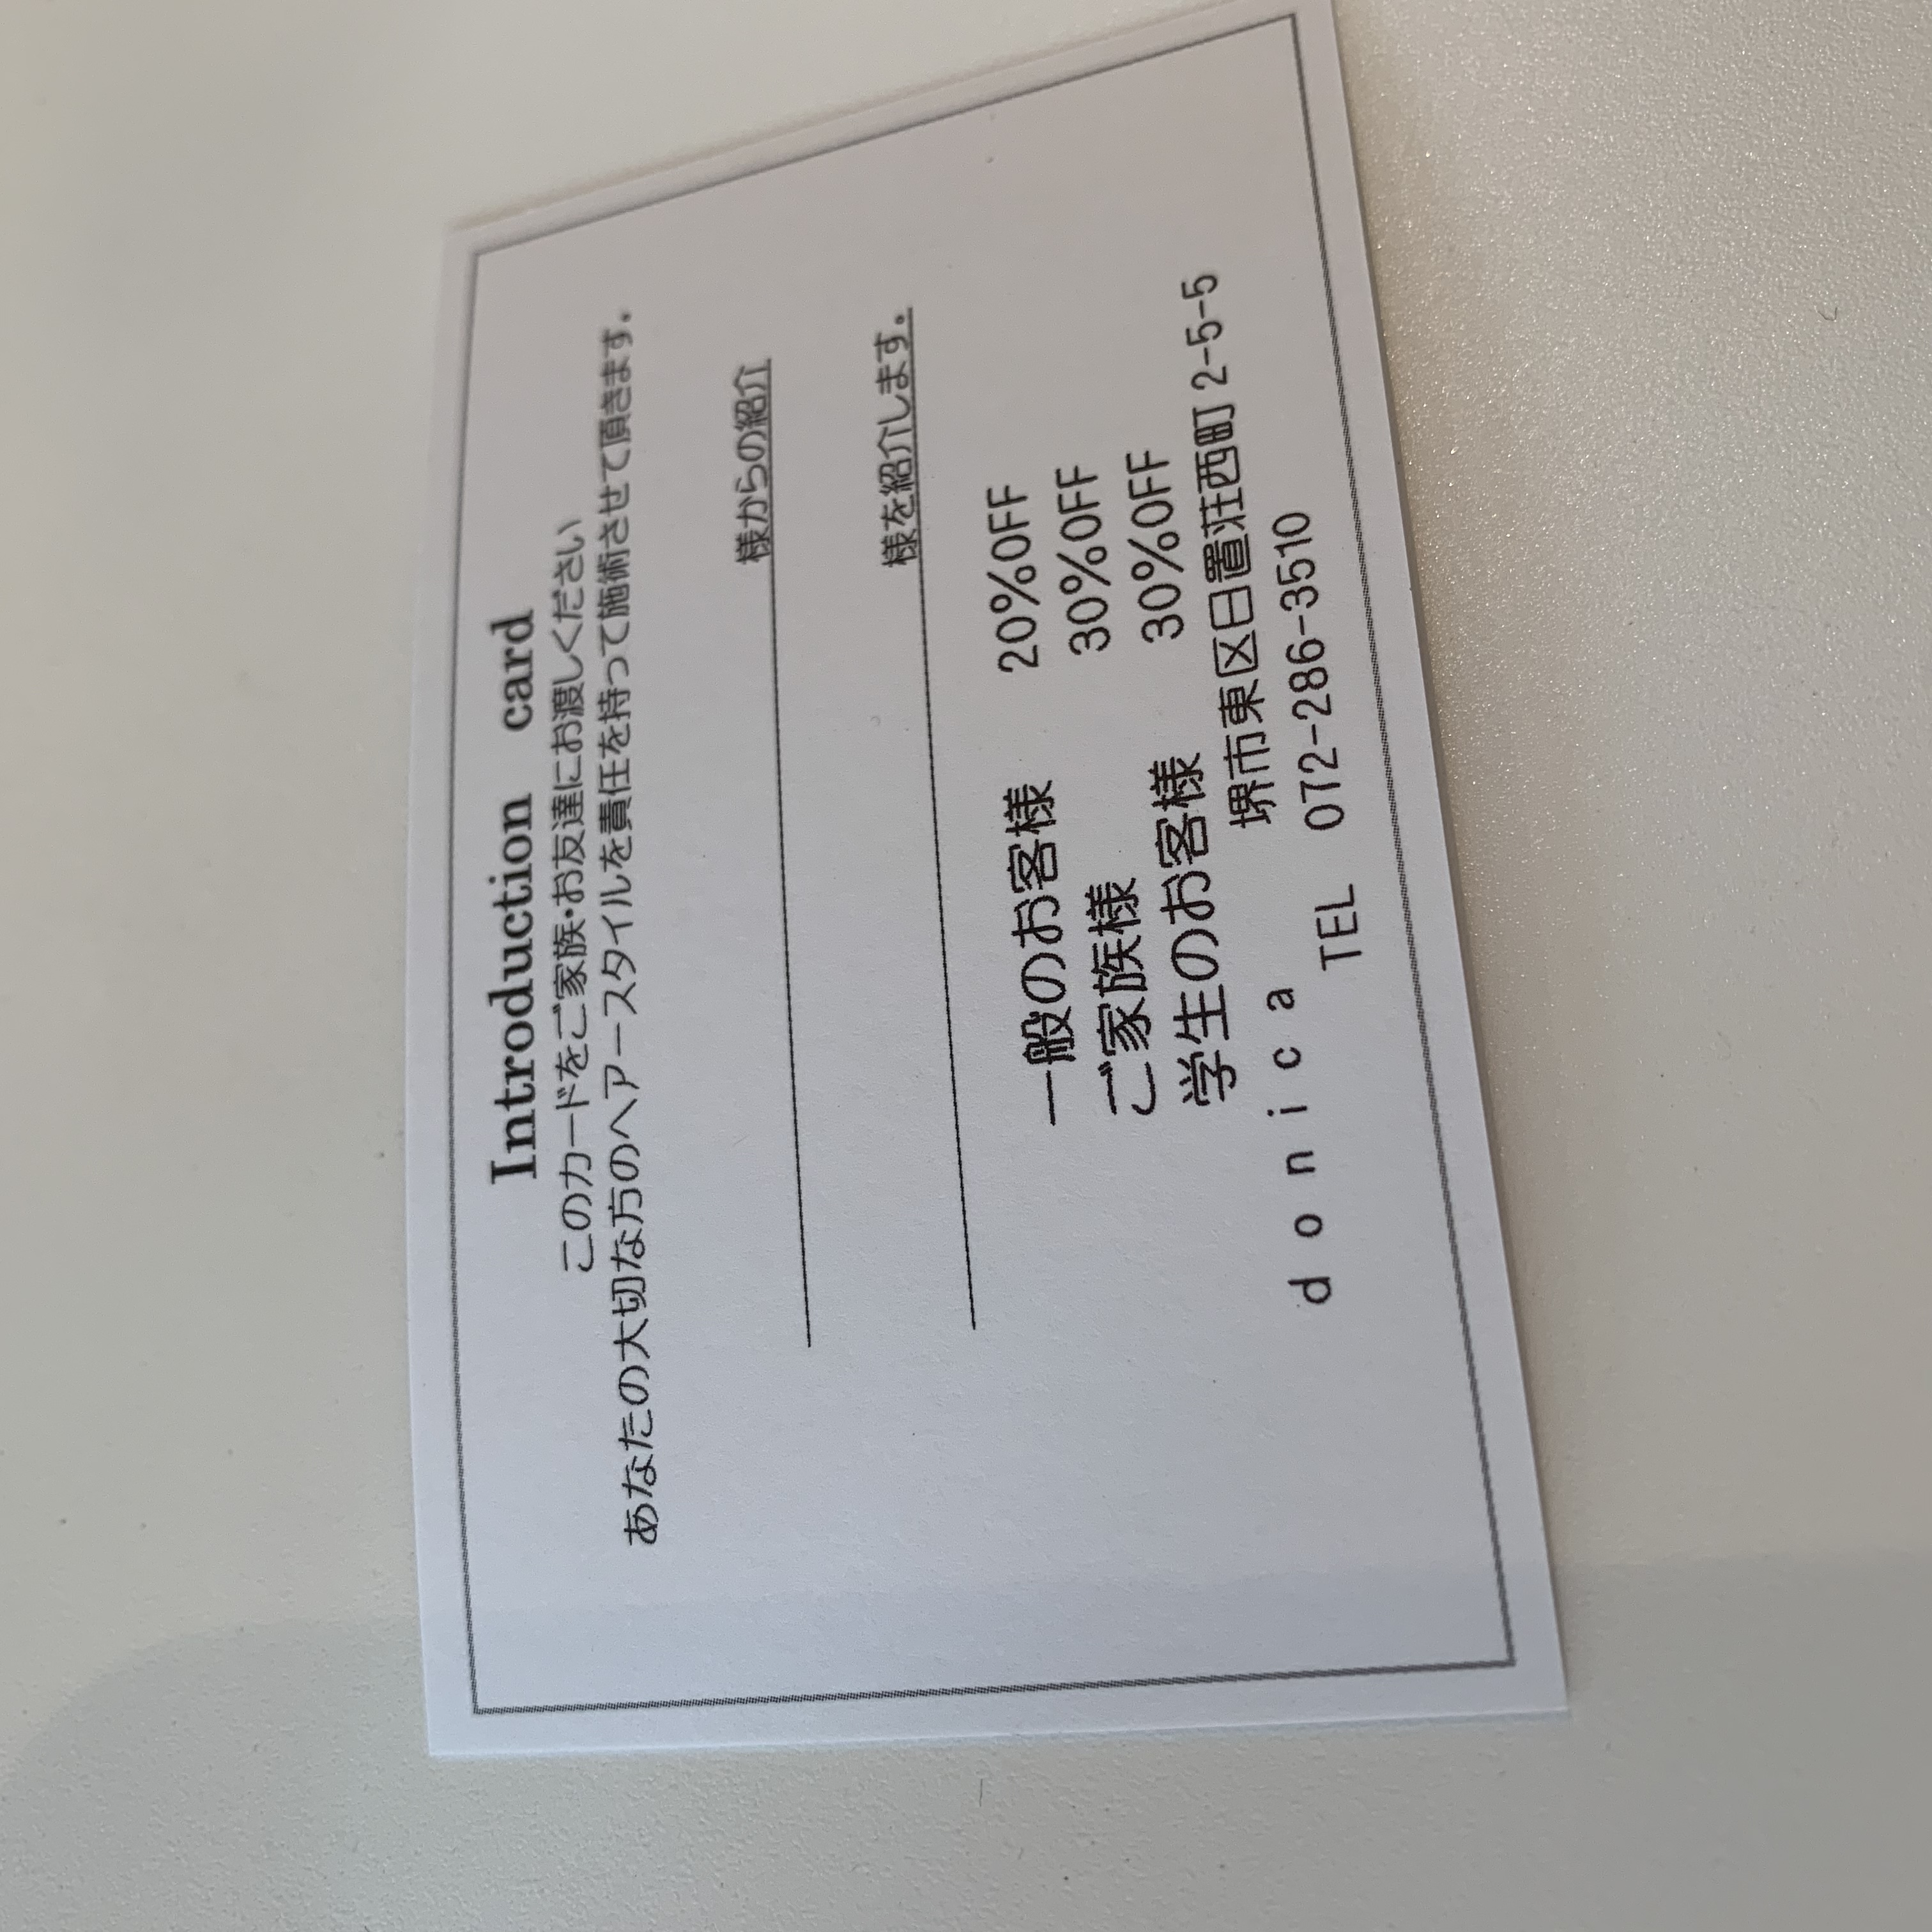 Introduction card
このカードをご家族・お友達にお渡しください
あなたの大切な方のヘアースタイルを責任を持って施術させて頂きます。
様からの紹介
様を紹介します。
一般のお客様 20%OFF
ご家族様 30%OFF
学生のお客様 30%OFF
donica 堺市東区日置荘西町2-5-5
TEL 072-286-3510